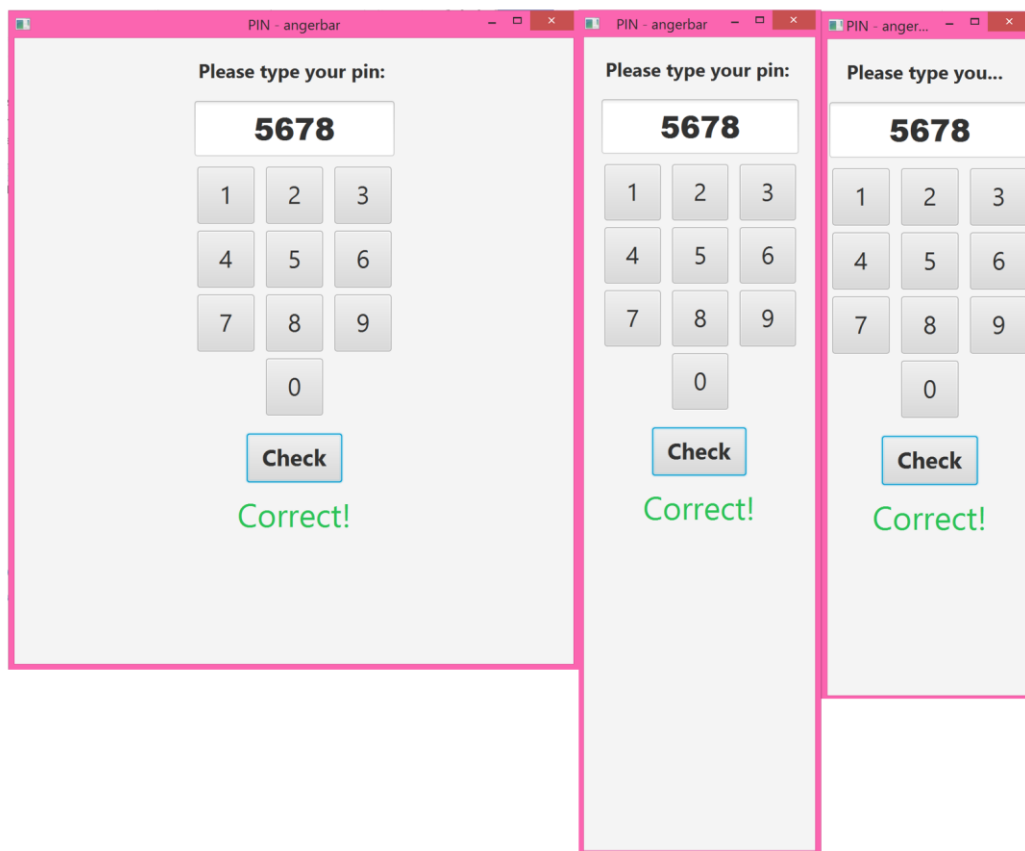 PIN - angerbar
Please type your pin:
5678
1 2 3
4 5 6
7 8 9
0
Check
Correct!
PIN - angerbar
Please type your pin:
5678
1 2 3
4 5 6
7 8 9
0
Check
Correct!
PIN - anger...
Please type you...
5678
1 2 3
4 5 6
7 8 9
0
Check
Correct!